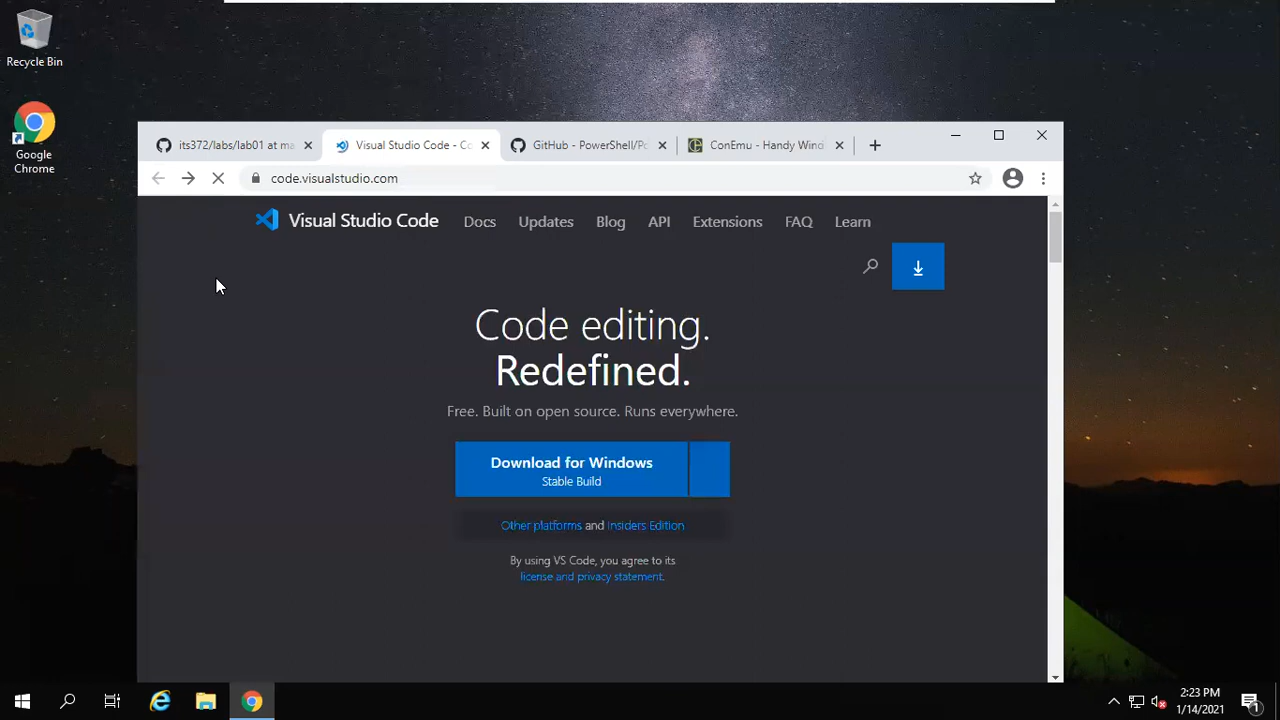 Recycle Bin
Google
Chrome
its372/labs/lab01 at ma
Visual Studio Code - Co
GitHub - PowerShell/Po
ConEmu - Handy Wind
code.visualstudio.com
Visual Studio Code
Docs
Updates
Blog
API
Extensions
FAQ
Learn
Code editing.
Redefined.
Free. Built on open source. Runs everywhere.
Download for Windows
Stable Build
Other platforms and Insiders Edition
By using VS Code, you agree to its
license and privacy statement.
2:23 PM
1/14/2021
1